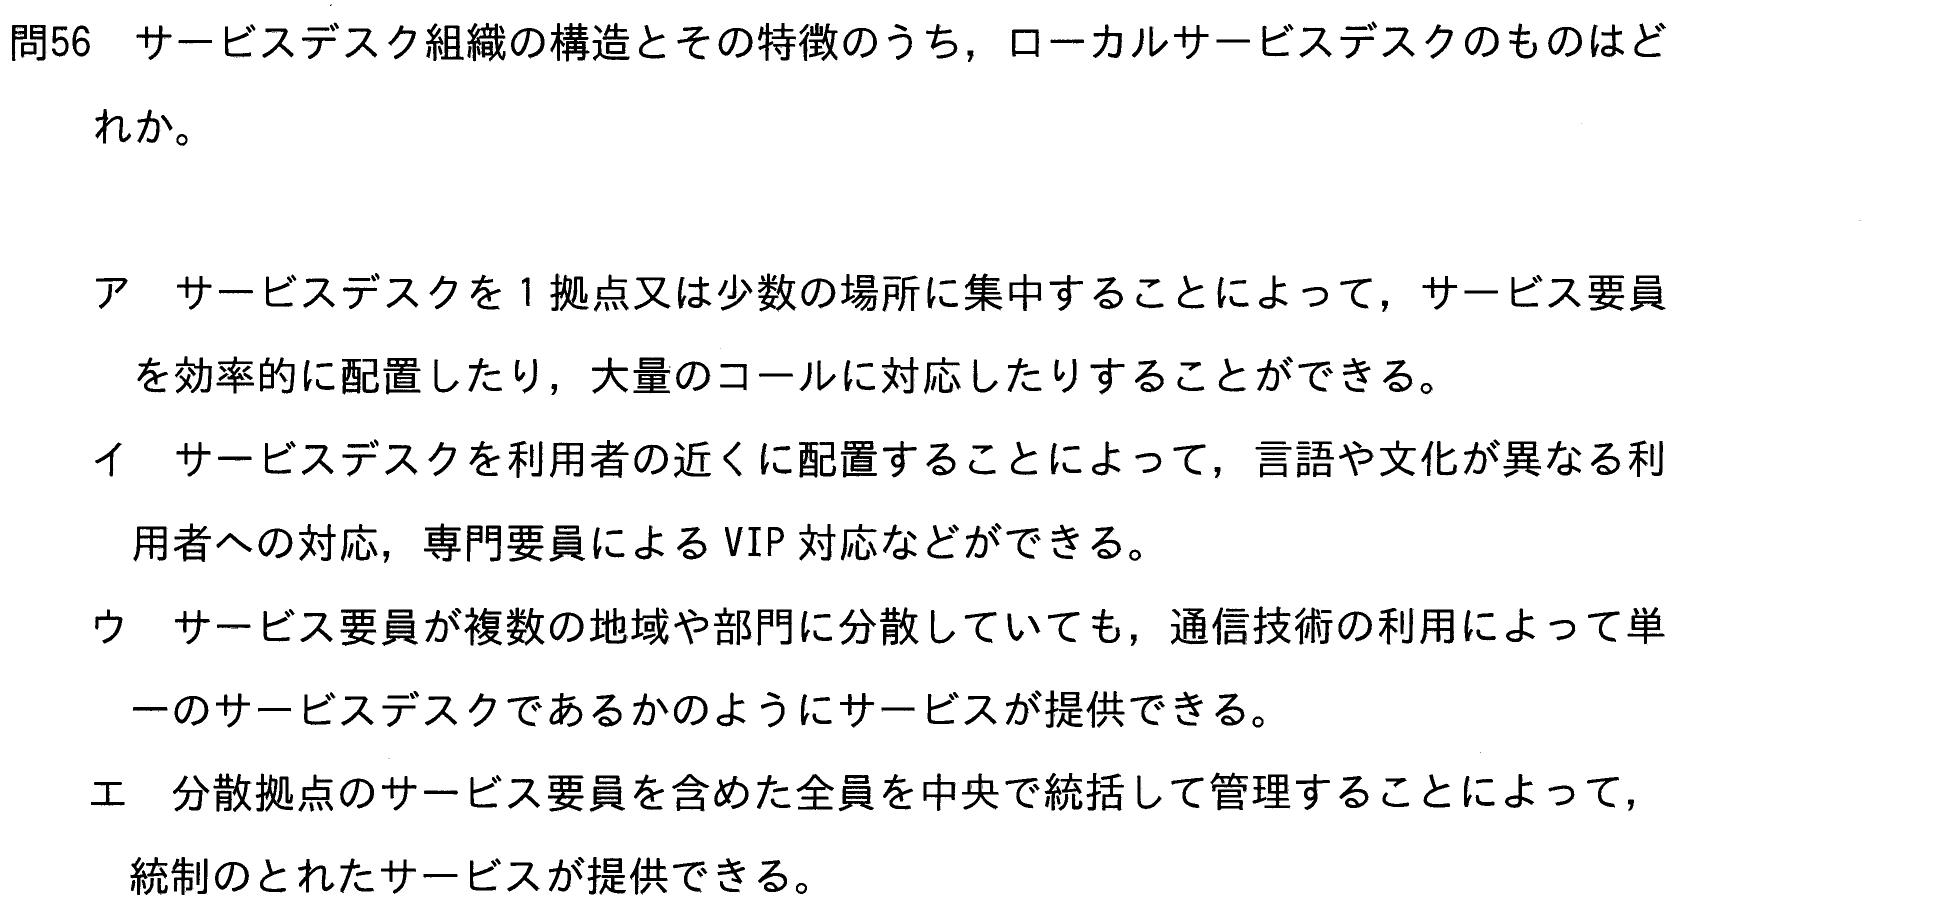 問56　サービスデスク組織の構造とその特徴のうち，ローカルサービスデスクのものはど
れか。
ア　サービスデスクを1拠点又は少数の場所に集中することによって，サービス要員
を効率的に配置したり，大量のコールに対応したりすることができる。
イ　サービスデスクを利用者の近くに配置することによって，言語や文化が異なる利
用者への対応，専門要員によるVIP対応などができる。
ウ　サービス要員が複数の地域や部門に分散していても，通信技術の利用によって単
一のサービスデスクであるかのようにサービスが提供できる。
エ　分散拠点のサービス要員を含めた全員を中央で統括して管理することによって，
統制のとれたサービスが提供できる。